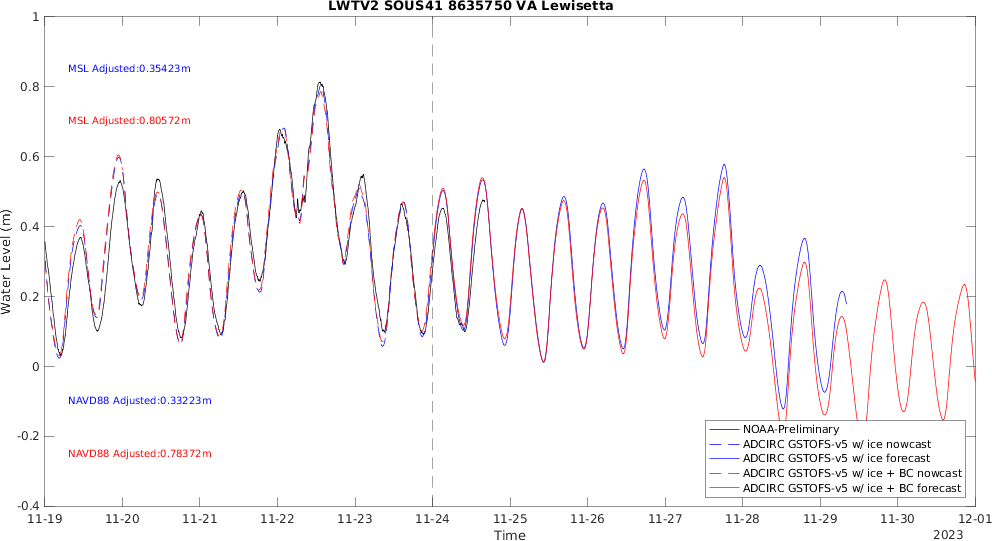 LWTV2 SOUS41 8635750 VA Lewisetta
1
0.8
0.6
0.4
0.2
0
-0.2
-0.4
Water Level (m)
MSL Adjusted:0.35423m
MSL Adjusted:0.80572m
NAVD88 Adjusted:0.33223m
NAVD88 Adjusted:0.78372m
NOAA-Preliminary
ADCIRC GSTOFS-v5 w/ ice nowcast
ADCIRC GSTOFS-v5 w/ ice forecast
ADCIRC GSTOFS-v5 w/ ice + BC nowcast
ADCIRC GSTOFS-v5 w/ ice + BC forecast
11-19 11-20 11-21 11-22 11-23 11-24 11-25 11-26 11-27 11-28 11-29 11-30 12-01
Time
2023